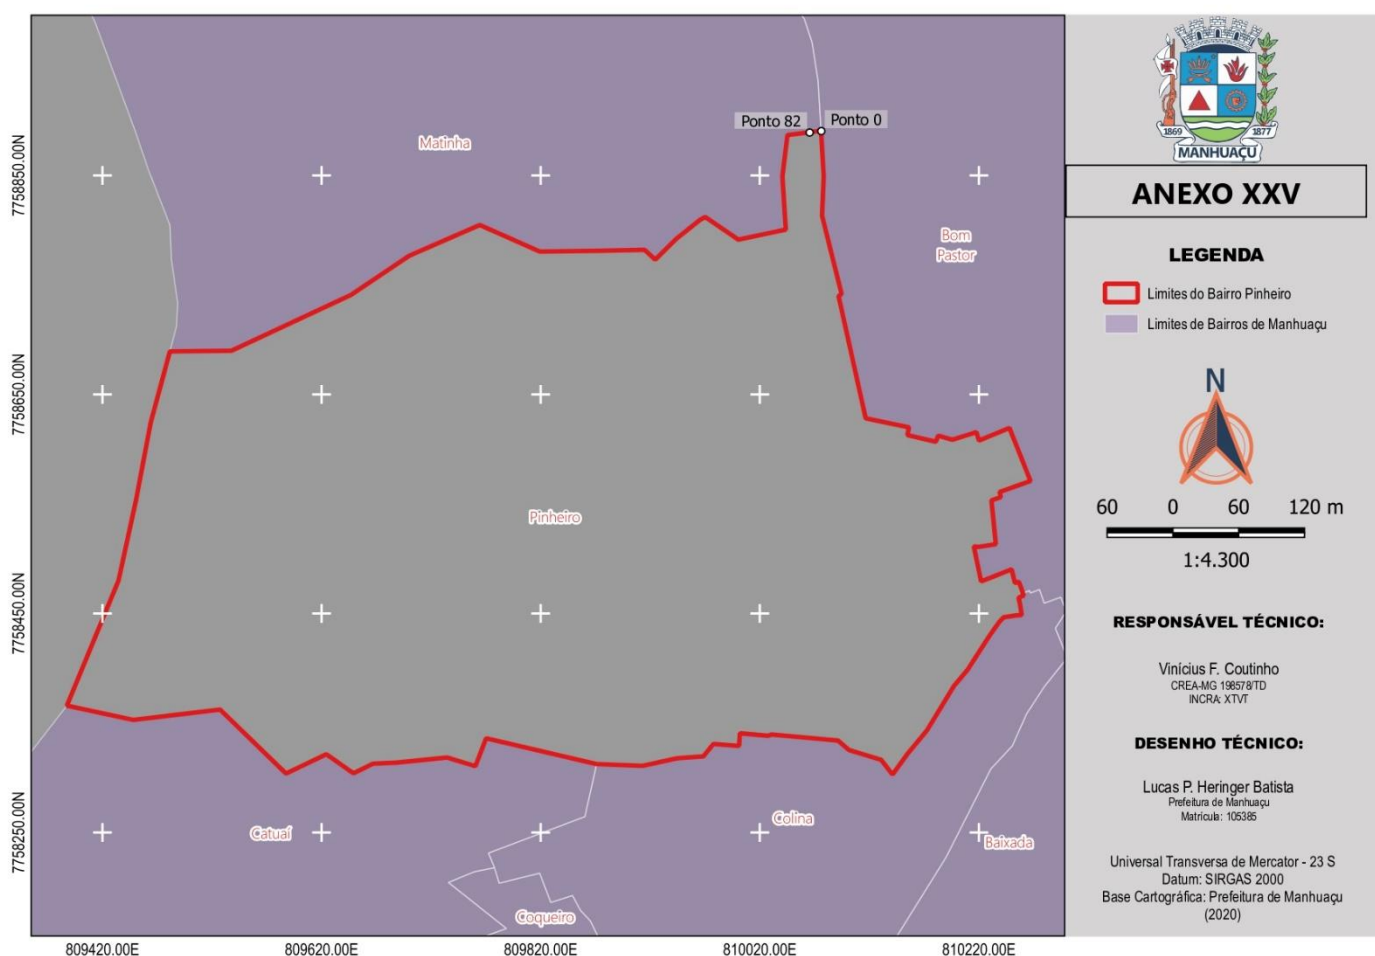 Ponto 82
Ponto 0
Matinha
Bom
Pastor
Pinheiro
Catuaí
Colina
Baixada
Coqueiro
7758850.00N
7758650.00N
7758450.00N
7758250.00N
809420.00E
809620.00E
809820.00E
810020.00E
810220.00E
1869
1877
MANHUAÇU
ANEXO XXV
LEGENDA
Limites do Bairro Pinheiro
Limites de Bairros de Manhuaçu
N
60 0 60 120 m
1:4.300
RESPONSÁVEL TÉCNICO:
Vinícius F. Coutinho
CREA-MG 198578/TD
INCRA: XTVT
DESENHO TÉCNICO:
Lucas P. Heringer Batista
Prefeitura de Manhuaçu
Matrícula: 105385
Universal Transversa de Mercator - 23 S
Datum: SIRGAS 2000
Base Cartográfica: Prefeitura de Manhuaçu
(2020)